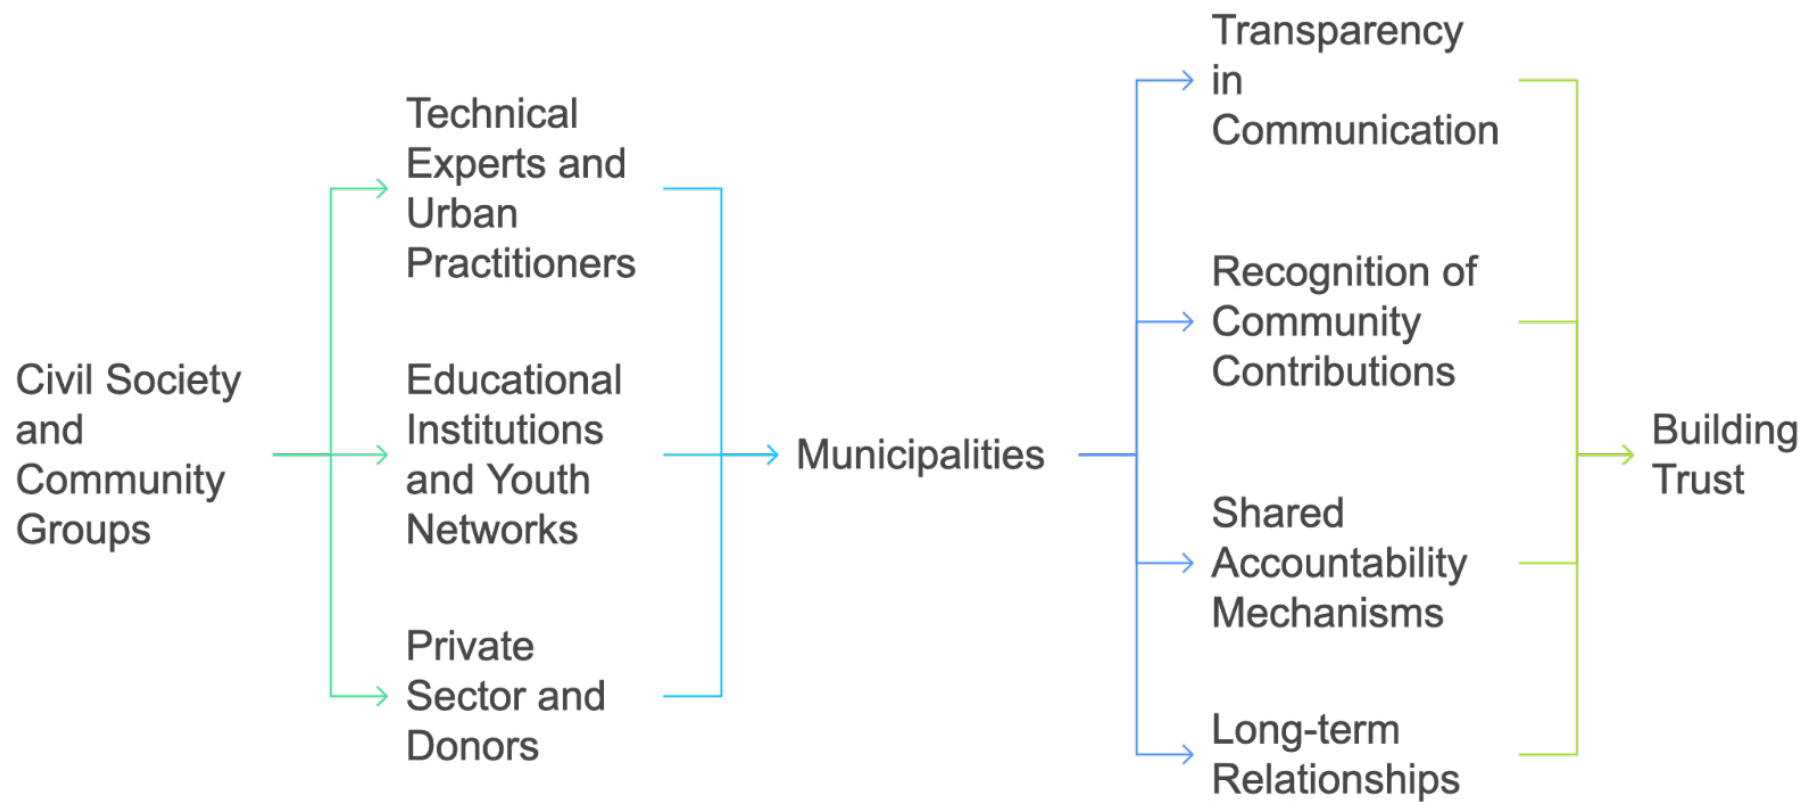 Civil Society
and
Community
Groups
Technical
Experts and
Urban
Practitioners
Educational
Institutions
and Youth
Networks
Private
Sector and
Donors
Municipalities
Transparency
in
Communication
Recognition of
Community
Contributions
Shared
Accountability
Mechanisms
Long-term
Relationships
Building
Trust